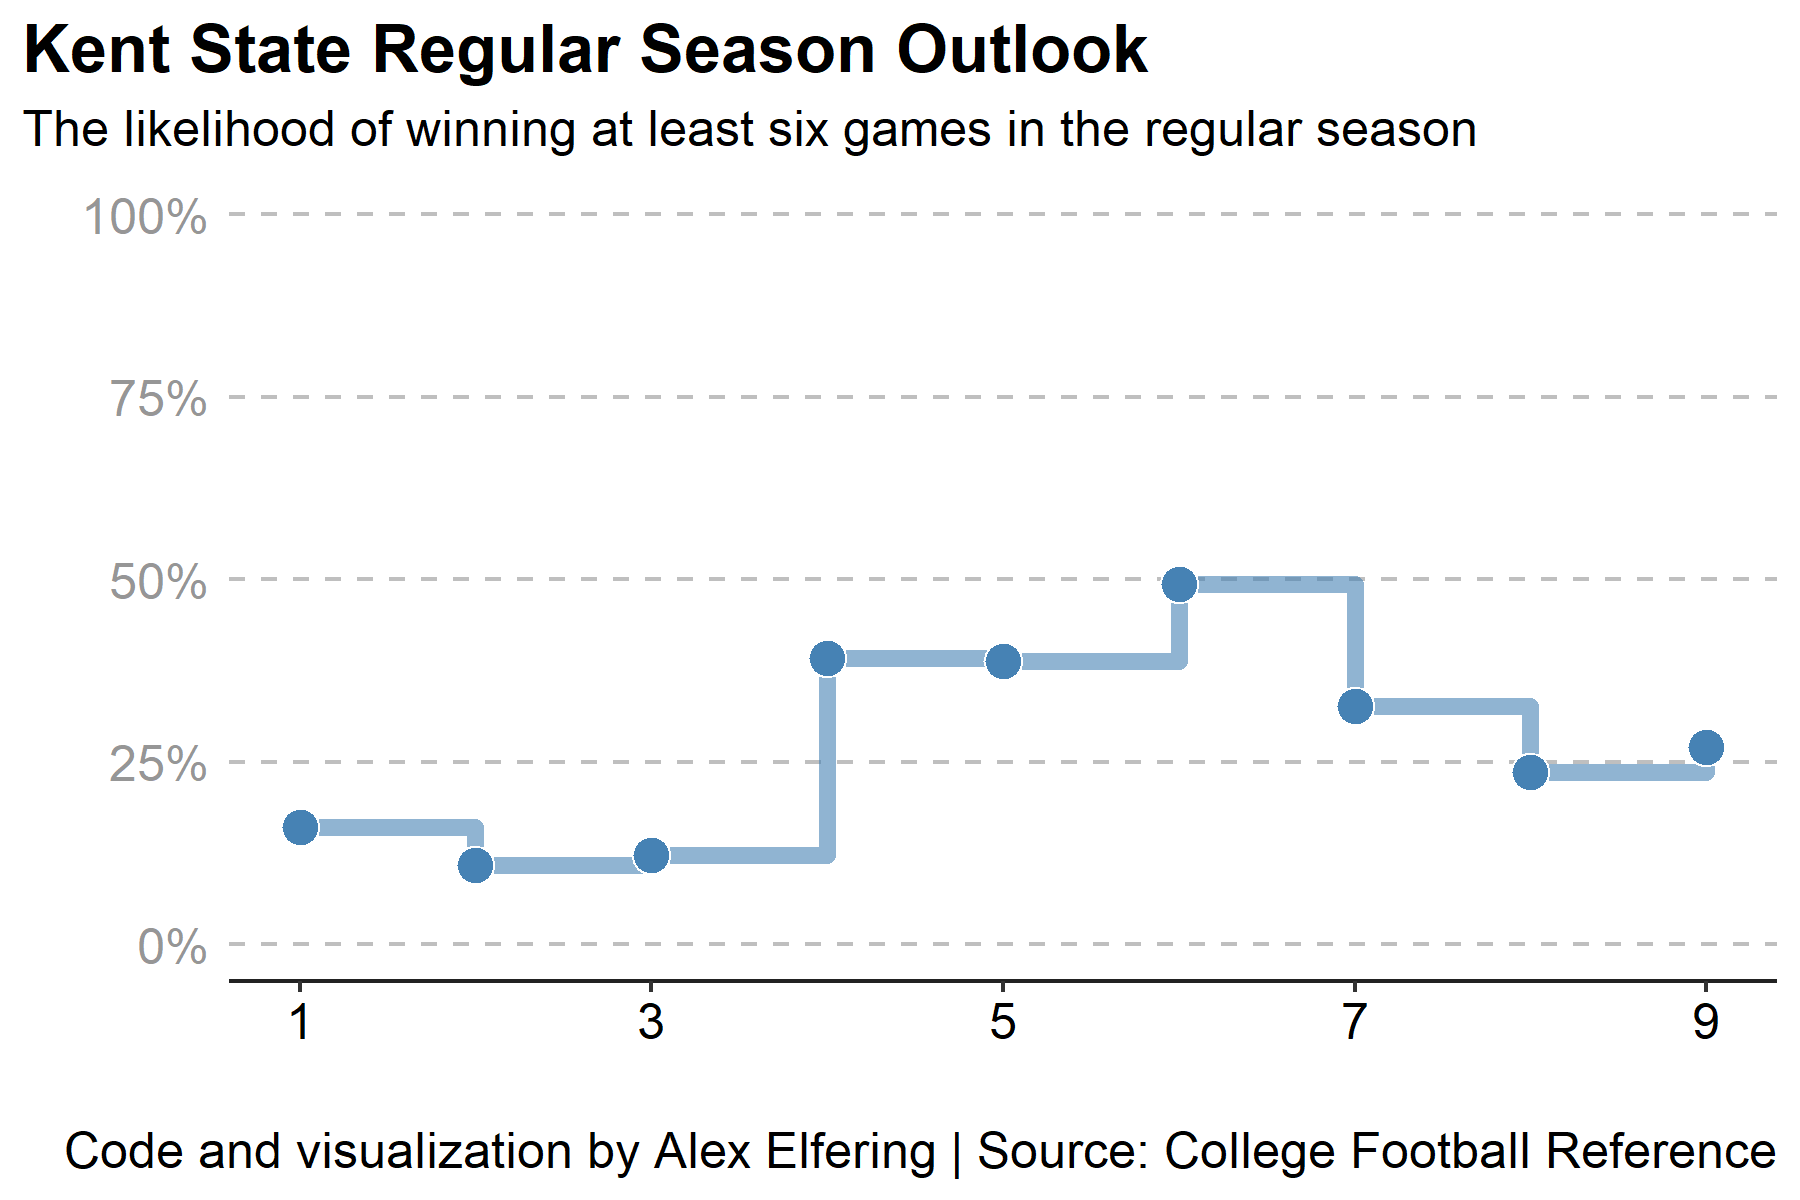 Kent State Regular Season Outlook
The likelihood of winning at least six games in the regular season
100%
75%
50%
25%
0%
1 3 5 7 9
Code and visualization by Alex Elfering | Source: College Football Reference